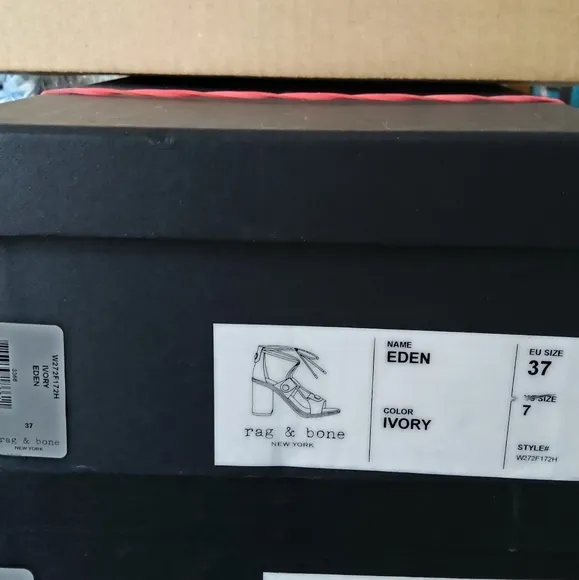 W272F172H
IVORY
EDEN
3368
37
rag & bone
NEW YORK
rag & bone
NEW YORK
NAME
EDEN
COLOR
IVORY
EU SIZE
37
SIZE
7
STYLE#
W272F172H